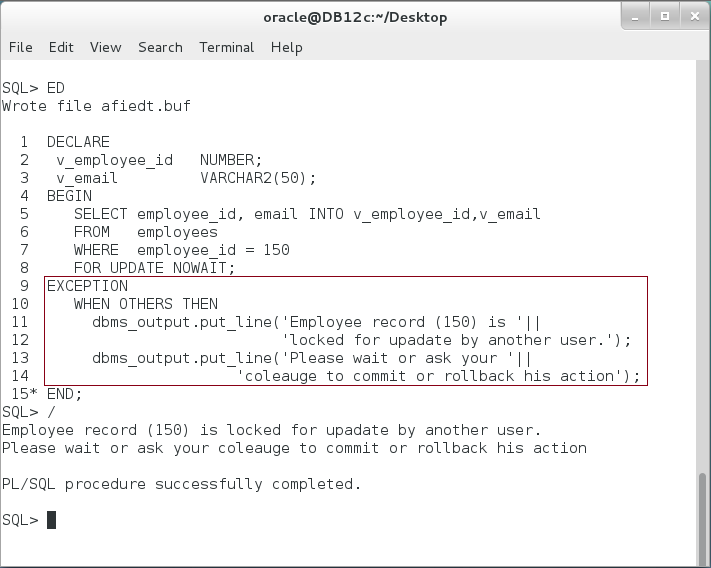 oracle@DB12c:~/Desktop
File Edit View Search Terminal Help
SQL> ED
Wrote file afiedt.buf
1 DECLARE
2 v_employee_id NUMBER;
3 v_email VARCHAR2(50);
4 BEGIN
5 SELECT employee_id, email INTO v_employee_id,v_email
6 FROM employees
7 WHERE employee_id = 150
8 FOR UPDATE NOWAIT;
9 EXCEPTION
10 WHEN OTHERS THEN
11 dbms_output.put_line('Employee record (150) is '||
12 'locked for upadate by another user.');
13 dbms_output.put_line('Please wait or ask your '||
14 'coleauge to commit or rollback his action');
15* END;
SQL> /
Employee record (150) is locked for upadate by another user.
Please wait or ask your coleauge to commit or rollback his action
PL/SQL procedure successfully completed.
SQL>